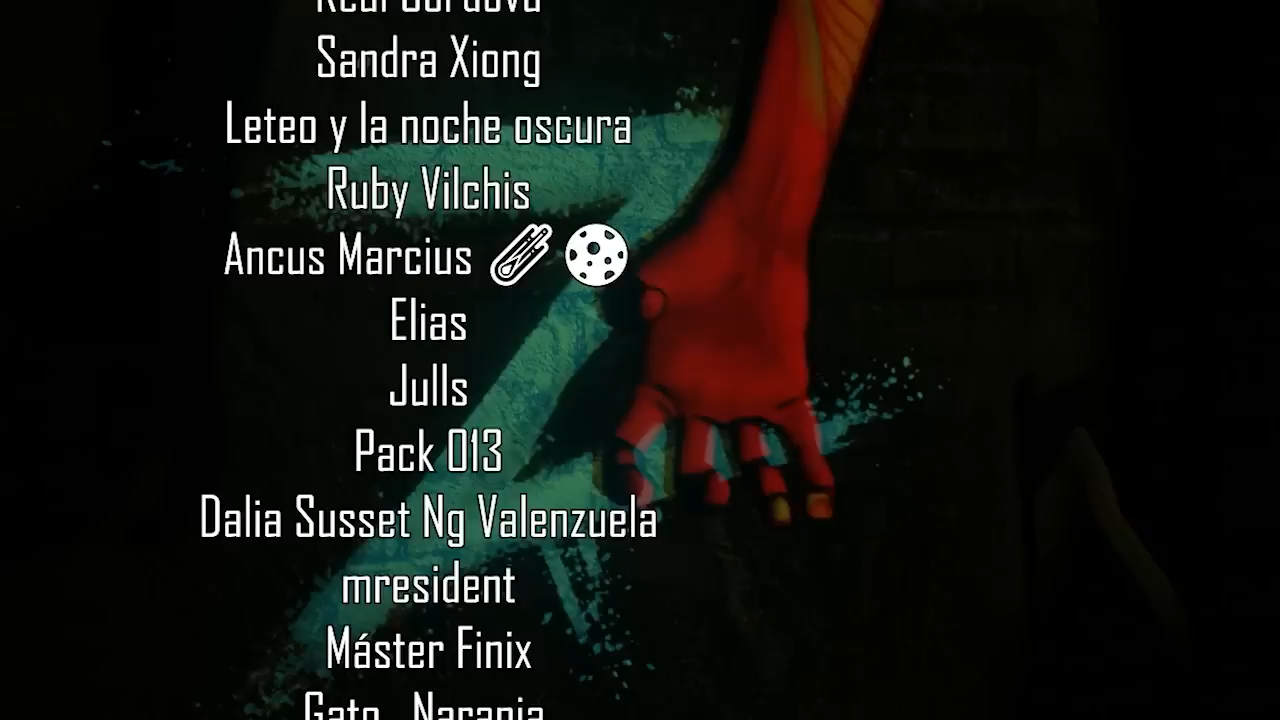 Sandra Xiong
Leteo y la noche oscura
Ruby Vilchis
Ancus Marcius
Elias
Julls
Pack 013
Dalia Susset Ng Valenzuela
mresident
Máster Finix
Gato_Naranja